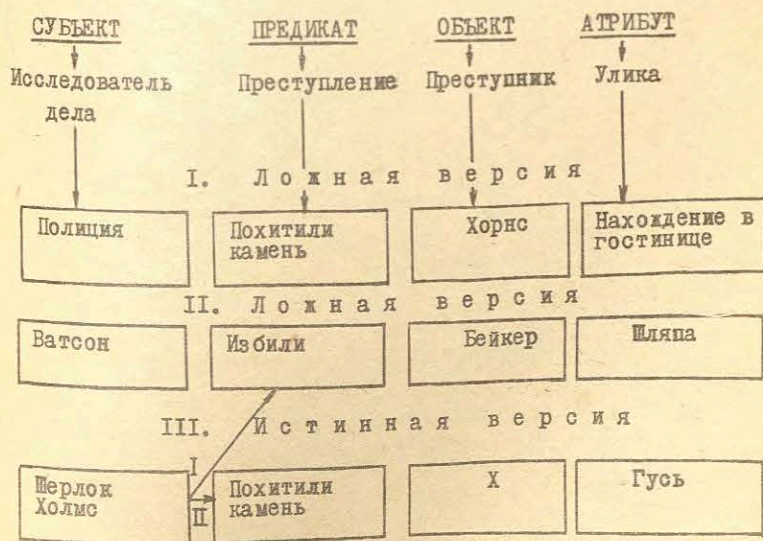 СУБЪЕКТ ПРЕДИКАТ ОБЪЕКТ АТРИБУТ
Исследователь дела Преступление Преступник Улика
I. Ложная версия
Полиция Похитили камень Хорнс Нахождение в гостинице
II. Ложная версия
Ватсон Избили Бейкер Шляпа
III. Истинная версия
I
Шерлок Холмс Похитили камень X Гусь
II